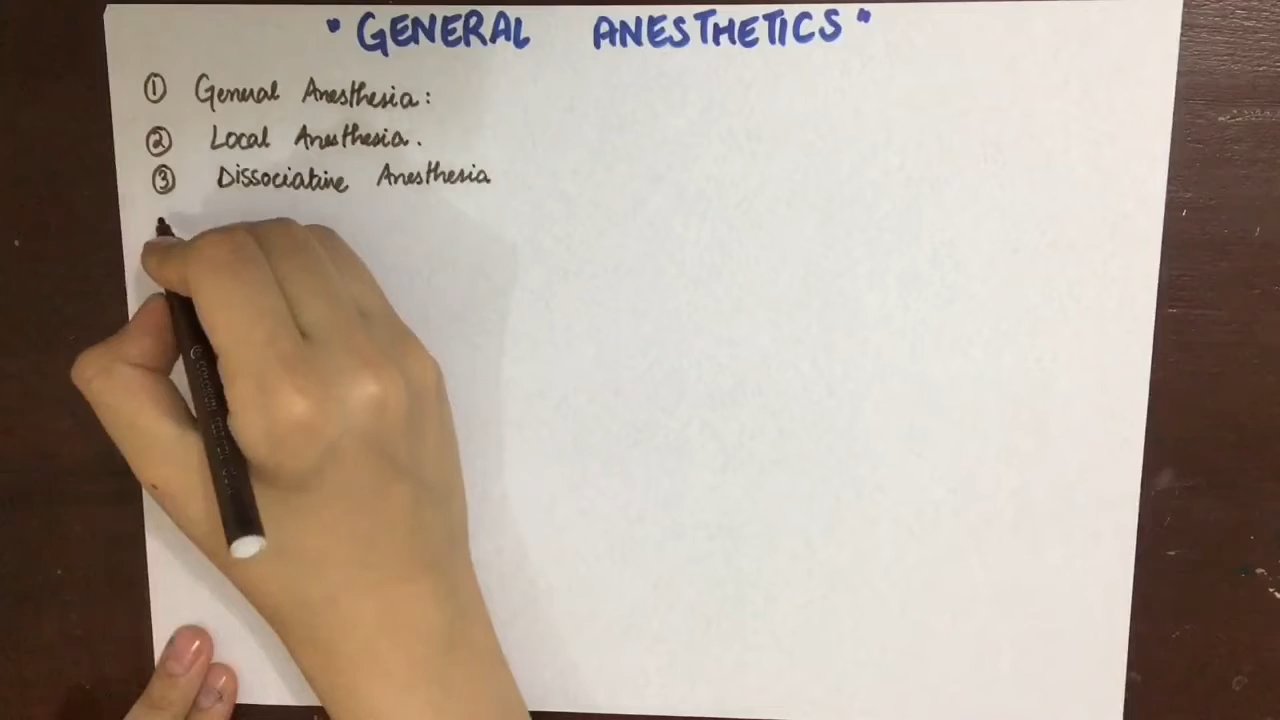 "GENERAL ANESTHETICS"
① General Anesthesia:
② Local Anesthesia.
③ Dissociative Anesthesia